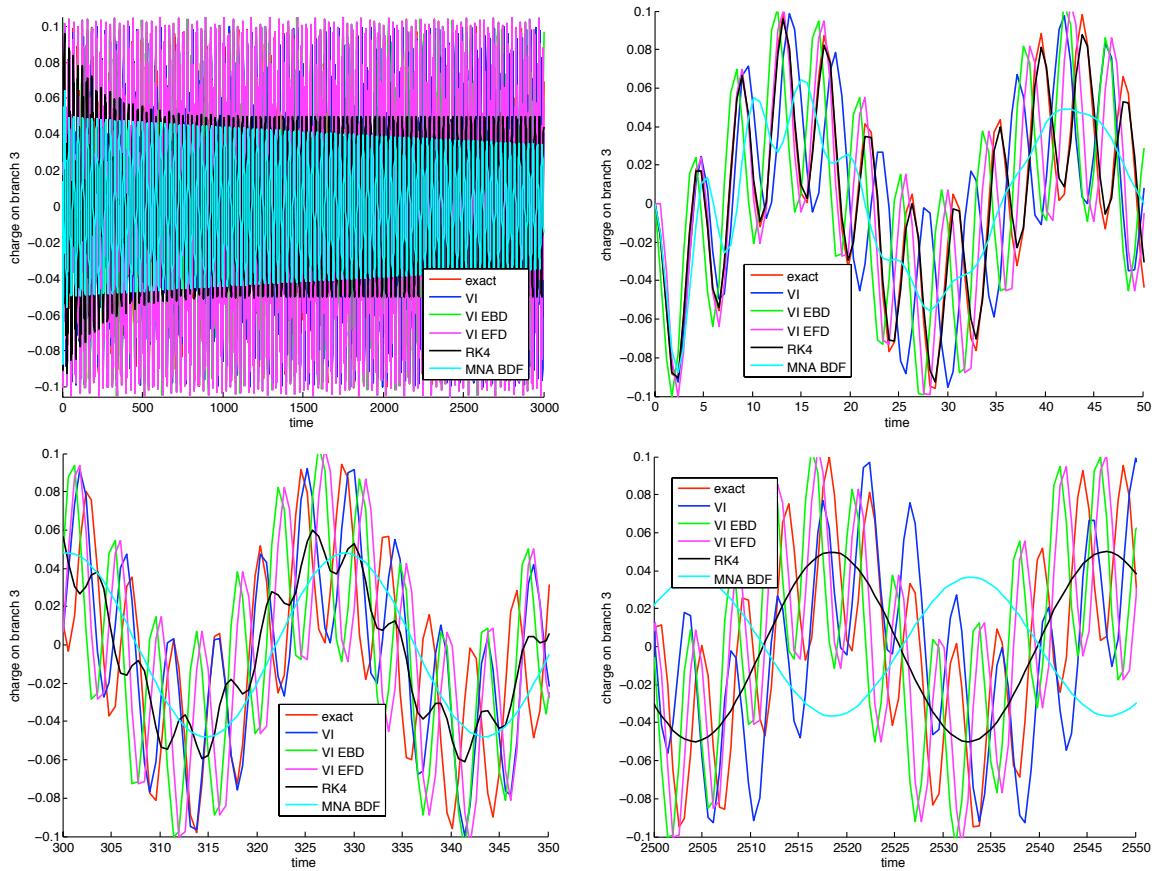 charge on branch 3
0.1
0.08
0.06
0.04
0.02
0
−0.02
−0.04
−0.06
−0.08
−0.1
exact
VI
VI EBD
VI EFD
RK4
MNA BDF
0 500 1000 1500 2000 2500 3000
time
charge on branch 3
0.1
0.08
0.06
0.04
0.02
0
−0.02
−0.04
−0.06
−0.08
−0.1
exact
VI
VI EBD
VI EFD
RK4
MNA BDF
0 5 10 15 20 25 30 35 40 45 50
time
charge on branch 3
0.1
0.08
0.06
0.04
0.02
0
−0.02
−0.04
−0.06
−0.08
−0.1
exact
VI
VI EBD
VI EFD
RK4
MNA BDF
300 305 310 315 320 325 330 335 340 345 350
time
charge on branch 3
0.1
0.08
0.06
0.04
0.02
0
−0.02
−0.04
−0.06
−0.08
−0.1
exact
VI
VI EBD
VI EFD
RK4
MNA BDF
2500 2505 2510 2515 2520 2525 2530 2535 2540 2545 2550
time